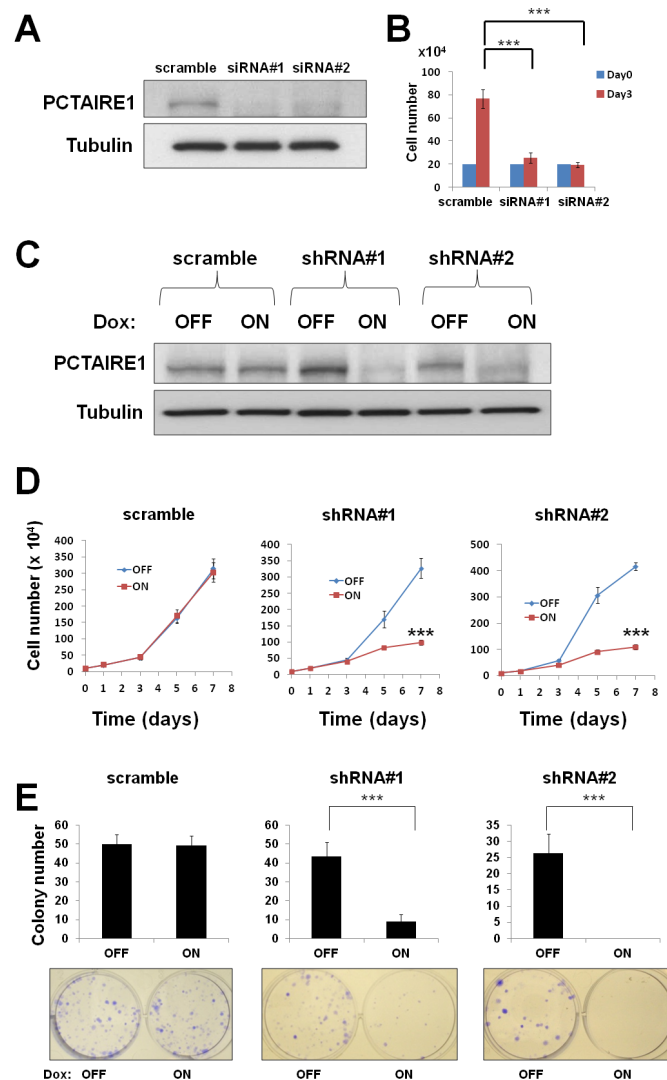 A
scramble siRNA#1 siRNA#2
PCTAIRE1
Tubulin
B
***
***
x10⁴
Cell number
100
80
60
40
20
0
Day0
Day3
scramble siRNA#1 siRNA#2
C
scramble shRNA#1 shRNA#2
Dox: OFF ON OFF ON OFF ON
PCTAIRE1
Tubulin
D
scramble
Cell number (x 10⁴)
400
350
300
250
200
150
100
50
0
OFF
ON
0 1 2 3 4 5 6 7 8
Time (days)
shRNA#1
400
350
300
250
200
150
100
50
0
OFF
ON
***
0 1 2 3 4 5 6 7 8
Time (days)
shRNA#2
500
400
300
200
100
0
OFF
ON
***
0 1 2 3 4 5 6 7 8
Time (days)
E
scramble
Colony number
60
50
40
30
20
10
0
OFF ON
shRNA#1
***
60
50
40
30
20
10
0
OFF ON
shRNA#2
***
35
30
25
20
15
10
5
0
OFF ON
Dox: OFF ON OFF ON OFF ON